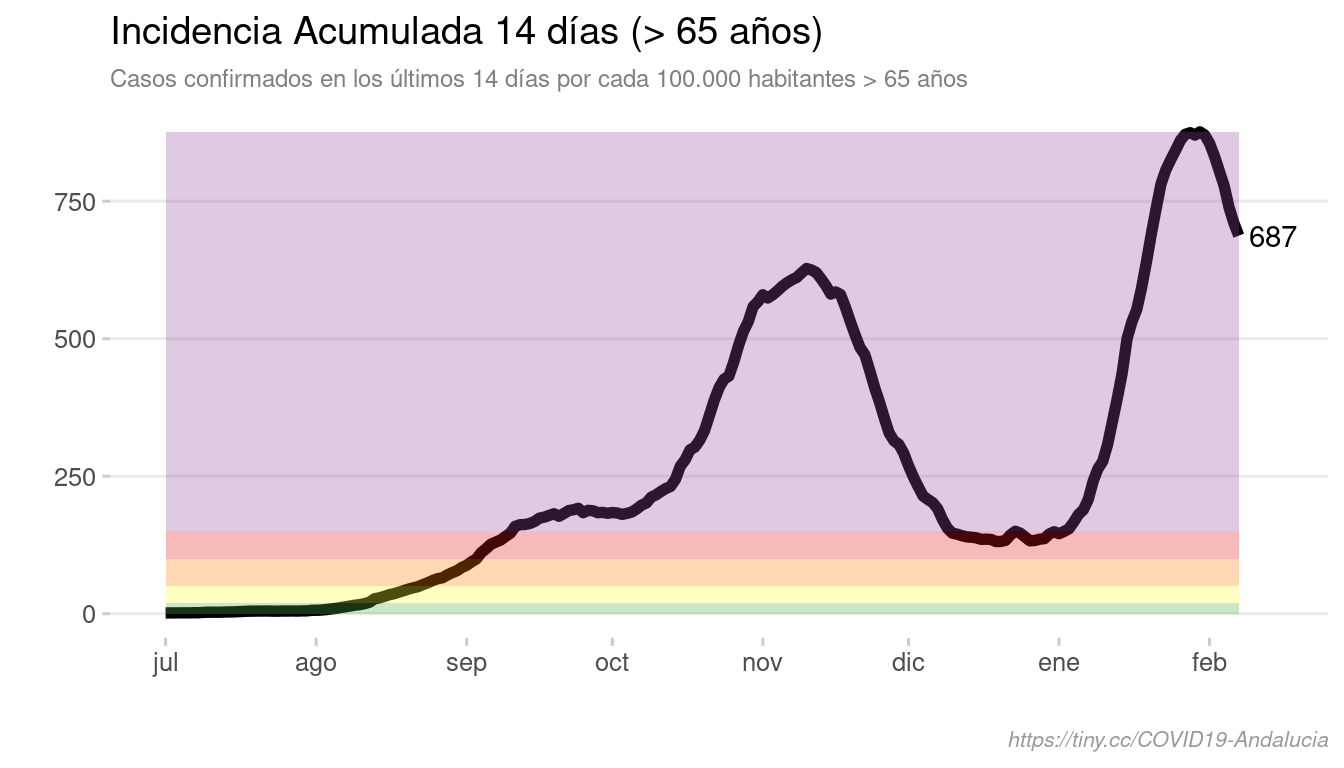 Incidencia Acumulada 14 días (> 65 años)
Casos confirmados en los últimos 14 días por cada 100.000 habitantes > 65 años
750
687
500
250
0
jul ago sep oct nov dic ene feb
https://tiny.cc/COVID19-Andalucia